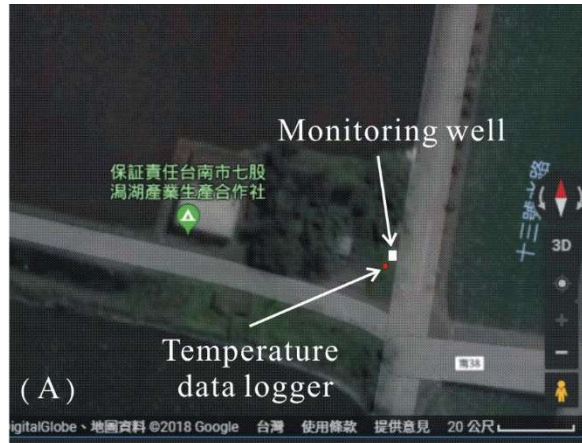 Monitoring well
保証責任台南市七股
潟湖產業生產合作社
十三號小路
3D
Temperature
data logger
南38
(A)
igitalGlobe、地圖資料 ©2018 Google 台灣 使用條款 提供意見 20 公尺